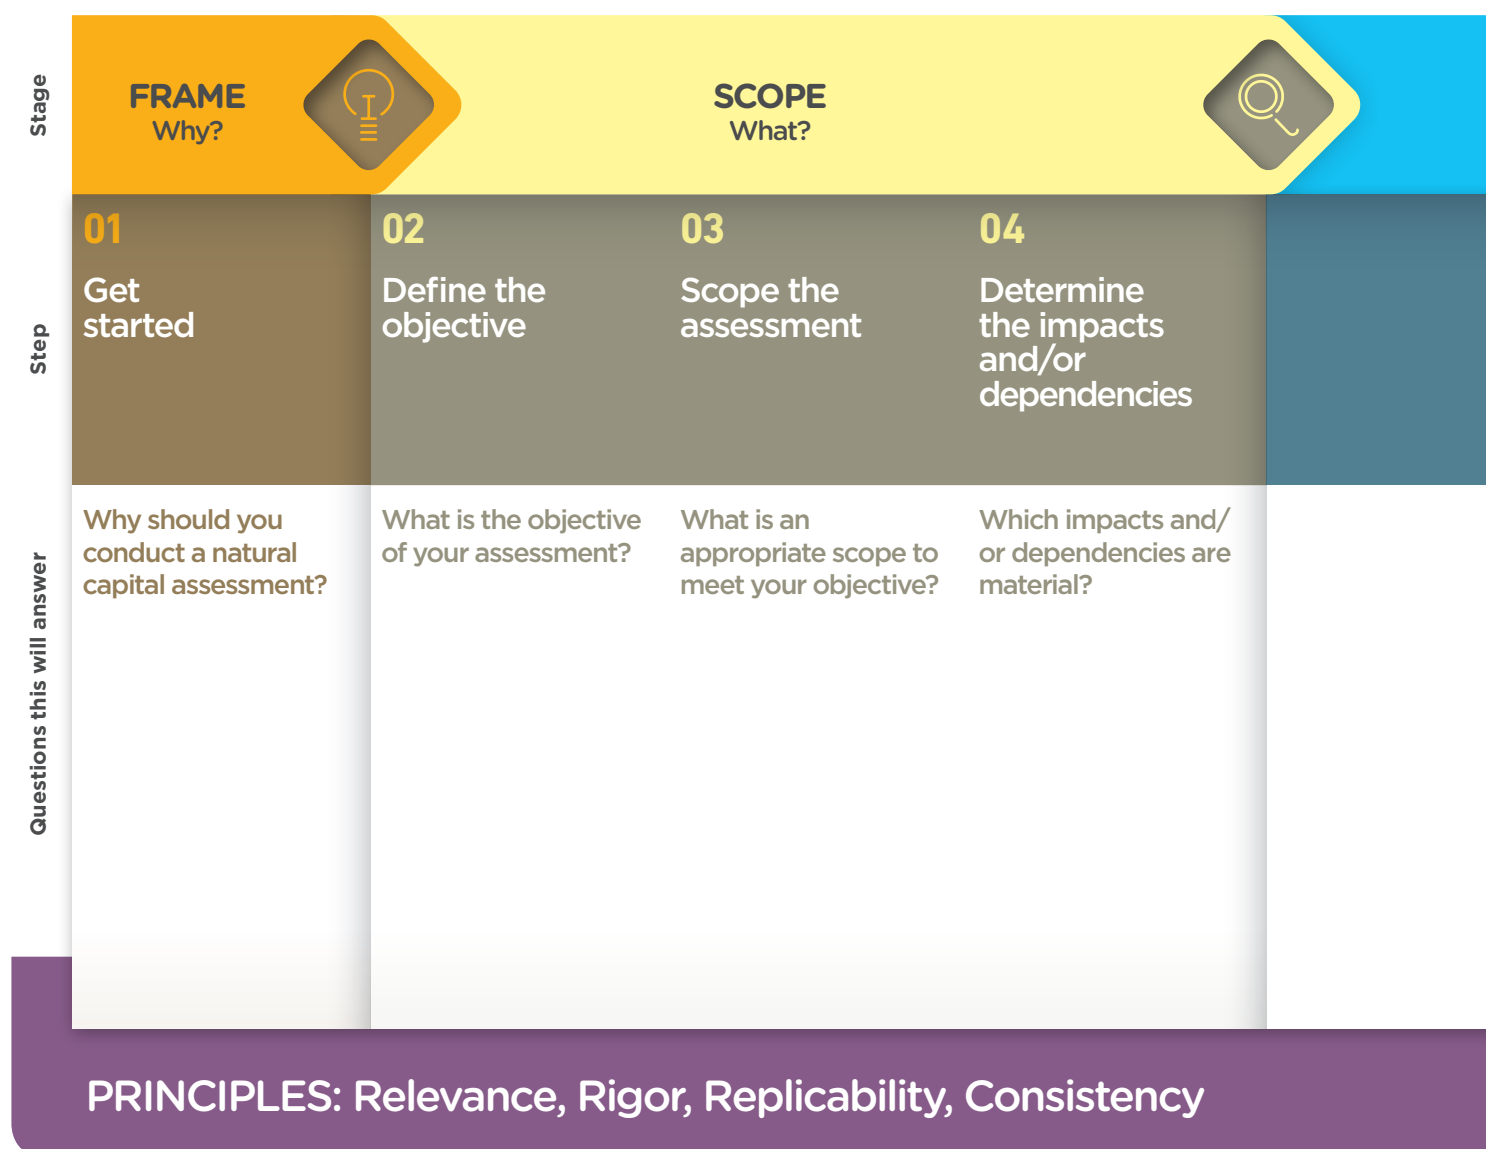 Stage
FRAME
Why?
SCOPE
What?
Step
01
Get
started
02
Define the
objective
03
Scope the
assessment
04
Determine
the impacts
and/or
dependencies
Questions this will answer
Why should you
conduct a natural
capital assessment?
What is the objective
of your assessment?
What is an
appropriate scope to
meet your objective?
Which impacts and/
or dependencies are
material?
PRINCIPLES: Relevance, Rigor, Replicability, Consistency